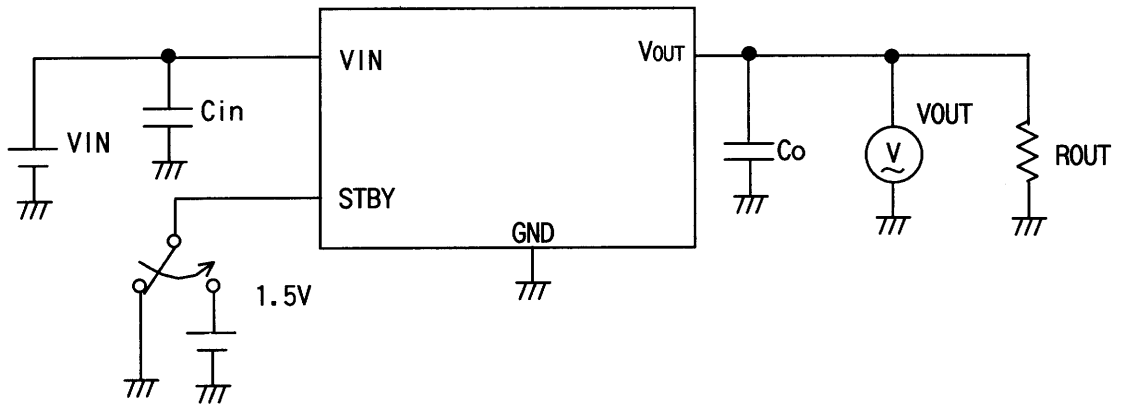 VIN
VOUT
Cin
VIN
VOUT
Co
V
ROUT
STBY
GND
1.5V